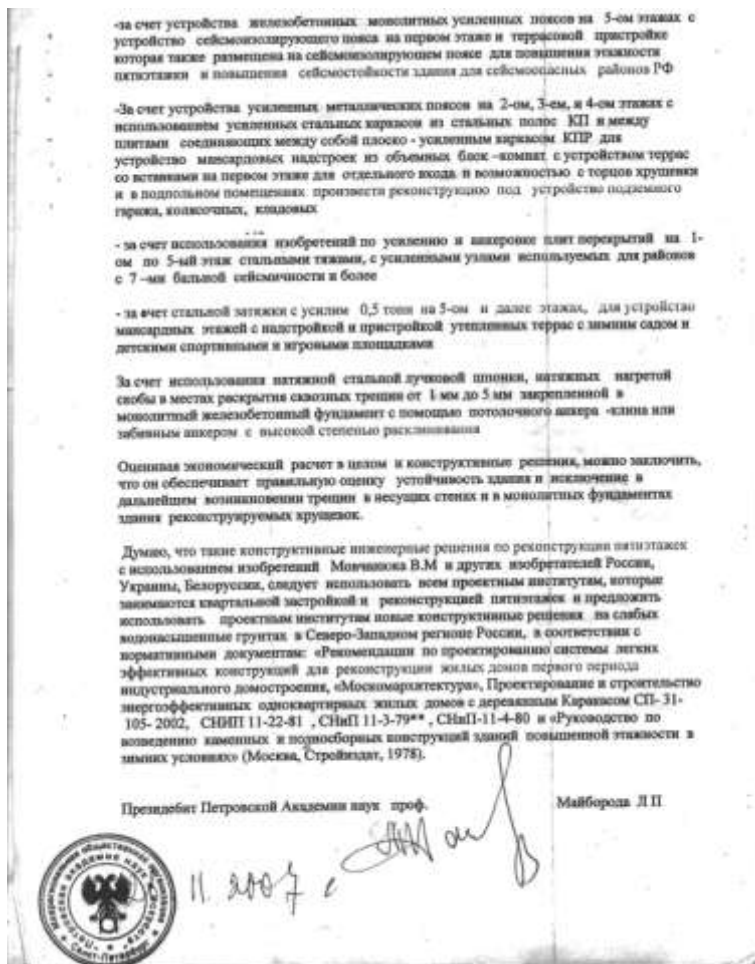 -за счет устройства железобетонных монолитных усиленных поясов на 5-ом этажах с
устройство сейсмоизолирующего пояса на первом этаже и террасовой пристройке
которая также размещена на сейсмоизолирующем поясе для повышения этажности
пятиэтажки и повышения сейсмостойкости здания для сейсмоопасных районов РФ
-За счет устройства усиленных металлических поясов на 2-ом, 3-ем, и 4-ом этажах с
использованием усиленных стальных каркасов из стальных полос КП и между
плитами соединяющих между собой плоско - усиленным каркасом КПР для
устройство мансардовых надстроек из объемных блок –комнат с устройством террас
со вставками на первом этаже для отдельного входа и возможностью с торцов хрушевки
и в подпольном помещениях произвести реконструкцию под устройство подземного
гаража, колясочных, кладовых
- за счет использования изобретений по усилению и анкеровке плит перекрытий на 1-
ом по 5-ый этаж стальными тяжами, с усиленными узлами используемых для районов
с 7 –ми бальной сейсмичности и более
- за счет стальной затяжки с усилим 0,5 тонн на 5-ом и далее этажах, для устройство
мансардных этажей с надстройкой и пристройкой утепленных террас с зимним садом и
детскими спортивными и игровыми площадками
За счет использования натяжной стальной лучковой шпонки, натяжных нагретой
скобы в местах раскрытия сквозных трещин от 1 мм до 5 мм закрепленной в
монолитный железобетонный фундамент с помощью потолочного анкера -клина или
забивным анкером с высокой степенью расклинивания
Оценивая экономический расчет в целом и конструктивные решения, можно заключить,
что он обеспечивает правильную оценку устойчивость здания и исключение в
дальнейшем возникновении трещин в несущих стенах и в монолитных фундаментах
здания реконструируемых хрущевок.
Думаю, что такие конструктивные инженерные решения по реконструкции пятиэтажек
с использованием изобретений Мовчанюка В.М и других изобретателей России,
Украины, Белоруссии, следует использовать всем проектным институтам, которые
занимаются квартальной застройкой и реконструкцией пятиэтажек и предложить
использовать проектным институтам новые конструктивные решения на слабых
водонасыщенные грунтах в Северо-Западном регионе России, в соответствии с
нормативными документам: «Рекомендации по проектированию системы легких
эффективных конструкций для реконструкции жилых домов первого периода
индустриального домостроения, «Москомархитектура», Проектирование и строительство
энергоэффективных одноквартирных жилых домов с деревянным Каракасом СП- 31-
105- 2002, СНИП 11-22-81 , СНиП 11-3-79** , СНиП-11-4-80 и «Руководство по
возведению каменных и полносборных конструкций зданий повышенной этажности в
зимних условиях» (Москва, Стройиздат, 1978).
Президебит Петровской Академии наук проф. Майборода Л П
11. 2007 г
Санкт-Петербург